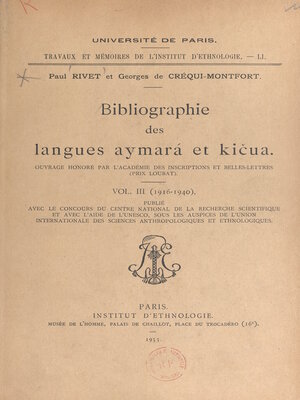 UNIVERSITÉ DE PARIS.
TRAVAUX ET MÉMOIRES DE L'INSTITUT D'ETHNOLOGIE. — LI.
Paul RIVET et Georges de CRÉQUI-MONTFORT.
Bibliographie
des
langues aymará et kičua.
OUVRAGE HONORÉ PAR L'ACADÉMIE DES INSCRIPTIONS ET BELLES-LETTRES
(PRIX LOUBAT).
VOL. III (1916-1940).
PUBLIÉ
AVEC LE CONCOURS DU CENTRE NATIONAL DE LA RECHERCHE SCIENTIFIQUE
ET AVEC L'AIDE DE L'UNESCO, SOUS LES AUSPICES DE L'UNION
INTERNATIONALE DES SCIENCES ANTHROPOLOGIQUES ET ETHNOLOGIQUES.
PARIS.
INSTITUT D'ETHNOLOGIE.
MUSÉE DE L'HOMME, PALAIS DE CHAILLOT, PLACE DU TROCADÉRO (16e).
1953.